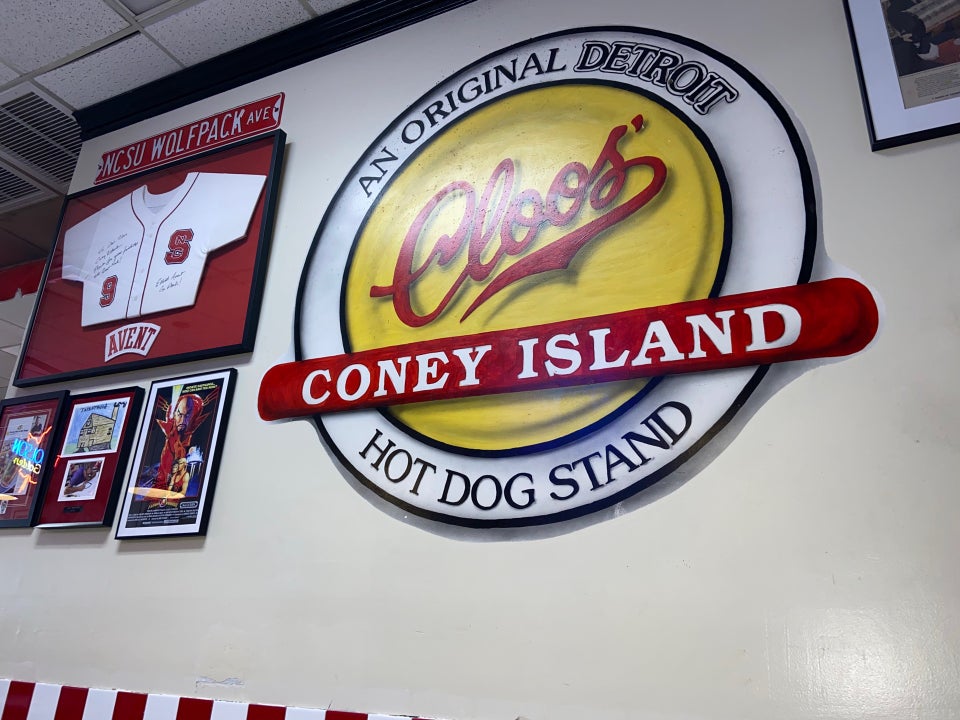 AN ORIGINAL DETROIT
Cloos'
CONEY ISLAND
HOT DOG STAND
NCSU WOLFPACK AVE
S
9
AVENT